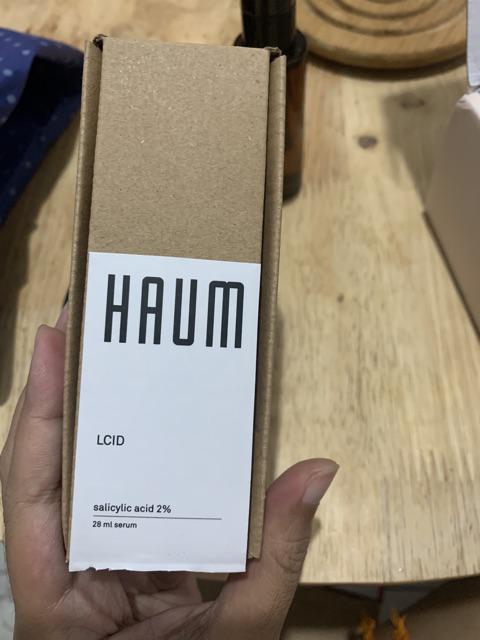 HAUM
LCID
salicylic acid 2%
28 ml serum